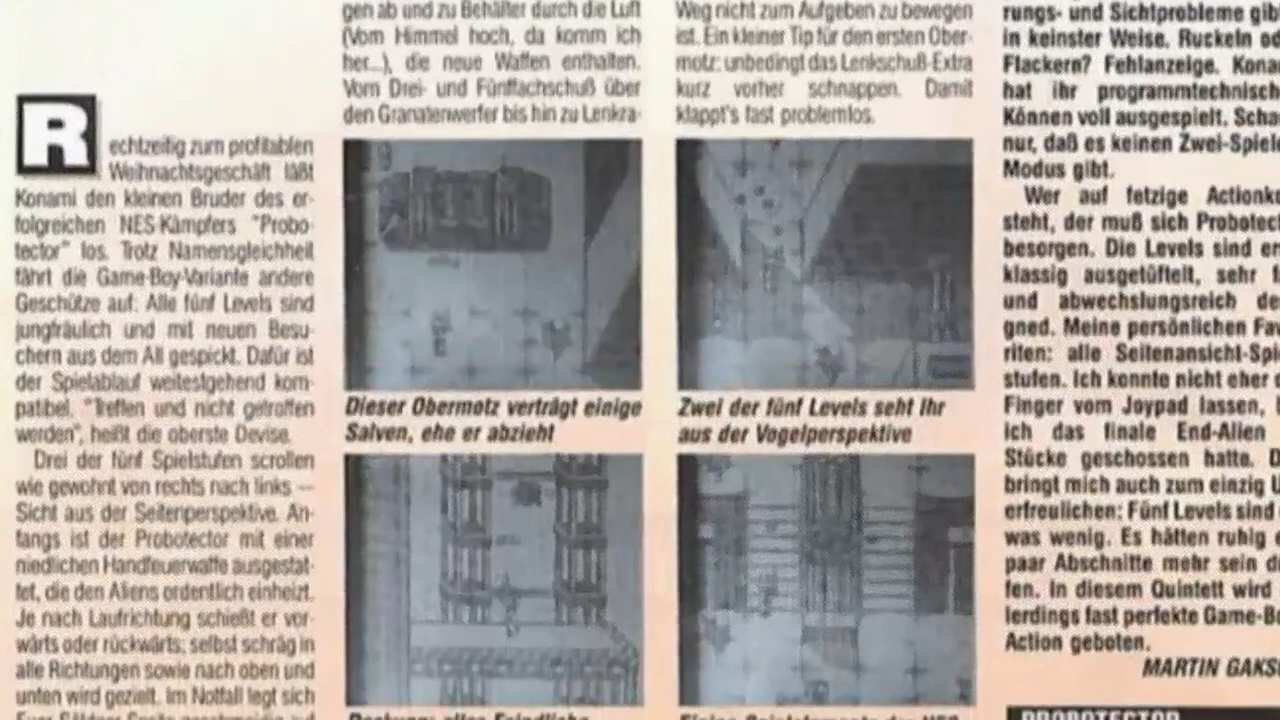 R
echtzeitig zum profitablen
Weihnachtsgeschäft läßt
Konami den kleinen Bruder des er-
folgreichen NES-Kämpfers "Probo-
tector" los. Trotz Namensgleichheit
fährt die Game-Boy-Variante andere
Geschütze auf: Alle fünf Levels sind
jungfräulich und mit neuen Besu-
chern aus dem All gespickt. Dafür ist
der Spielablauf weitestgehend kom-
patibel. "Treffen und nicht getroffen
werden", heißt die oberste Devise.
Drei der fünf Spielstufen scrollen
wie gewohnt von rechts nach links —
Sicht aus der Seitenperspektive. An-
fangs ist der Probotector mit einer
niedlichen Handfeuerwaffe ausgestat-
tet, die den Aliens ordentlich einheizt.
Je nach Laufrichtung schießt er vor-
wärts oder rückwärts; selbst schräg in
alle Richtungen sowie nach oben und
unten wird gezielt. Im Notfall legt sich
gen ab und zu Behälter durch die Luft
(Vom Himmel hoch, da komm ich
her...), die neue Waffen enthalten.
Vom Drei- und Fünffachschuß über
den Granatenwerfer bis hin zu Lenkra-
Dieser Obermotz verträgt einige
Salven, ehe er abzieht
Weg nicht zum Aufgeben zu bewegen
ist. Ein kleiner Tip für den ersten Ober-
motz: unbedingt das Lenkschuß-Extra
kurz vorher schnappen. Damit
klappt's fast problemlos.
Zwei der fünf Levels seht Ihr
aus der Vogelperspektive
rungs- und Sichtprobleme gib
in keinster Weise. Ruckeln od
Flackern? Fehlanzeige. Kona
hat ihr programmtechnisch
Können voll ausgespielt. Scha
nur, daß es keinen Zwei-Spiele
Modus gibt.
Wer auf fetzige Actionko
steht, der muß sich Probotec
besorgen. Die Levels sind er
klassig ausgetüftelt, sehr f
und abwechslungsreich de
gned. Meine persönlichen Fav
riten: alle Seitenansicht-Spi
stufen. Ich konnte nicht eher
Finger vom Joypad lassen,
ich das finale End-Alien
Stücke geschossen hatte. D
bringt mich auch zum einzig U
erfreulichen: Fünf Levels sind
was wenig. Es hätten ruhig e
paar Abschnitte mehr sein d
fen. In diesem Quintett wird
lerdings fast perfekte Game-Bo
Action geboten.
MARTIN GAKS
PROBOTECTOR